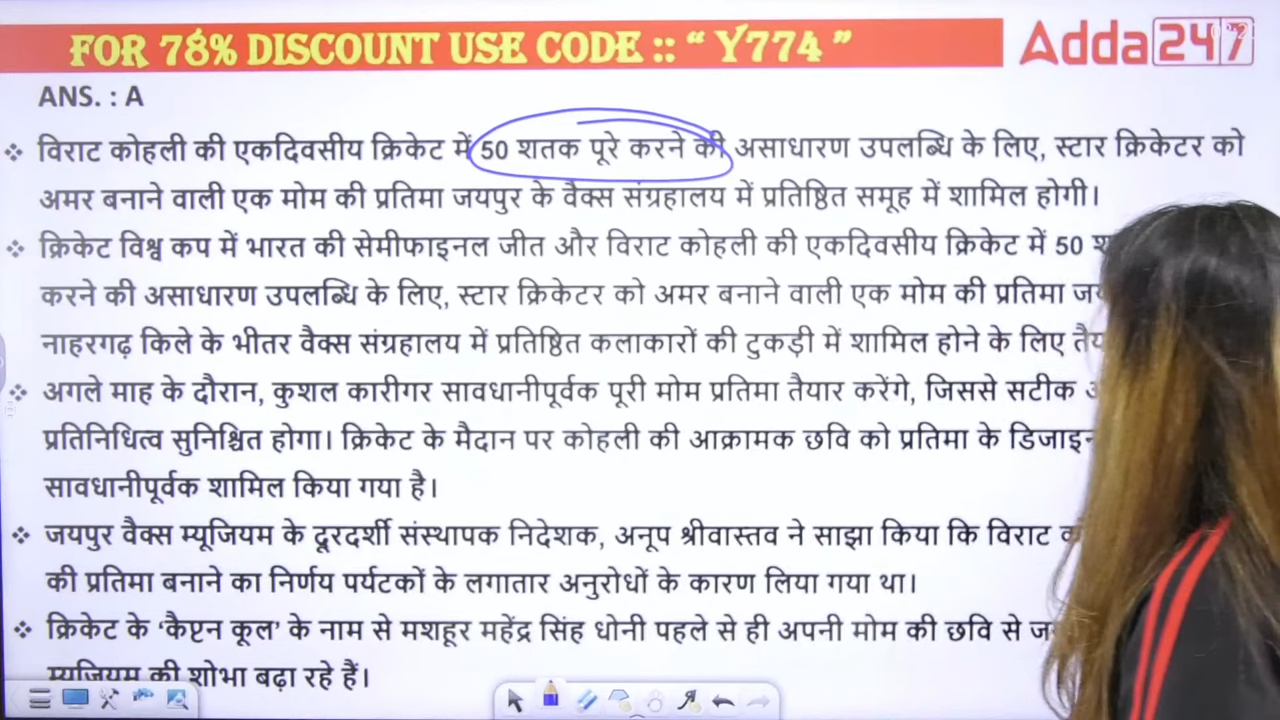 FOR 78% DISCOUNT USE CODE :: “ Y774 ”
Adda 247
ANS. : A
❖ विराट कोहली की एकदिवसीय क्रिकेट में 50 शतक पूरे करने की असाधारण उपलब्धि के लिए, स्टार क्रिकेटर को
अमर बनाने वाली एक मोम की प्रतिमा जयपुर के वैक्स संग्रहालय में प्रतिष्ठित समूह में शामिल होगी।
❖ क्रिकेट विश्व कप में भारत की सेमीफाइनल जीत और विराट कोहली की एकदिवसीय क्रिकेट में 50
करने की असाधारण उपलब्धि के लिए, स्टार क्रिकेटर को अमर बनाने वाली एक मोम की प्रतिमा
नाहरगढ़ किले के भीतर वैक्स संग्रहालय में प्रतिष्ठित कलाकारों की टुकड़ी में शामिल होने के लिए
❖ अगले माह के दौरान, कुशल कारीगर सावधानीपूर्वक पूरी मोम प्रतिमा तैयार करेंगे, जिससे सटीक
प्रतिनिधित्व सुनिश्चित होगा। क्रिकेट के मैदान पर कोहली की आक्रामक छवि को प्रतिमा के
सावधानीपूर्वक शामिल किया गया है।
❖ जयपुर वैक्स म्यूजियम के दूरदर्शी संस्थापक निदेशक, अनूप श्रीवास्तव ने साझा किया कि विराट
की प्रतिमा बनाने का निर्णय पर्यटकों के लगातार अनुरोधों के कारण लिया गया था।
❖ क्रिकेट के ‘कैप्टन कूल’ के नाम से मशहूर महेंद्र सिंह धोनी पहले से ही अपनी मोम की छवि से
म्यूजियम की शोभा बढ़ा रहे हैं।